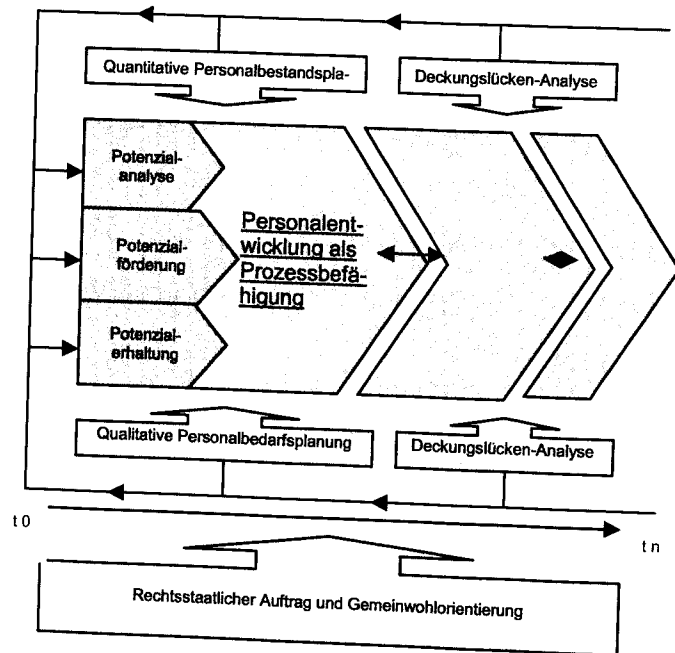 Quantitative Personalbestandspla-
Deckungslücken-Analyse
Potenzial-
analyse
Potenzial-
förderung
Potenzial-
erhaltung
Personalent-
wicklung als
Prozessbefä-
higung
Qualitative Personalbedarfsplanung
Deckungslücken-Analyse
t 0
t n
Rechtsstaatlicher Auftrag und Gemeinwohlorientierung